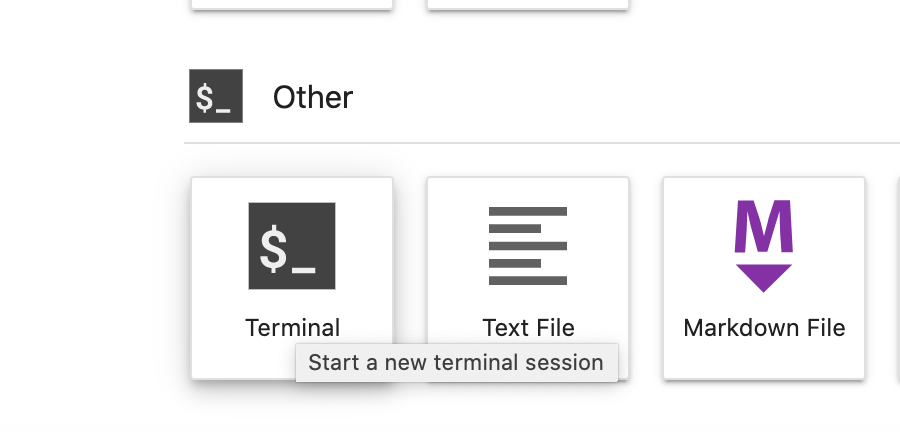 $_ Other
$_
M
Terminal Text File Markdown File
Start a new terminal session